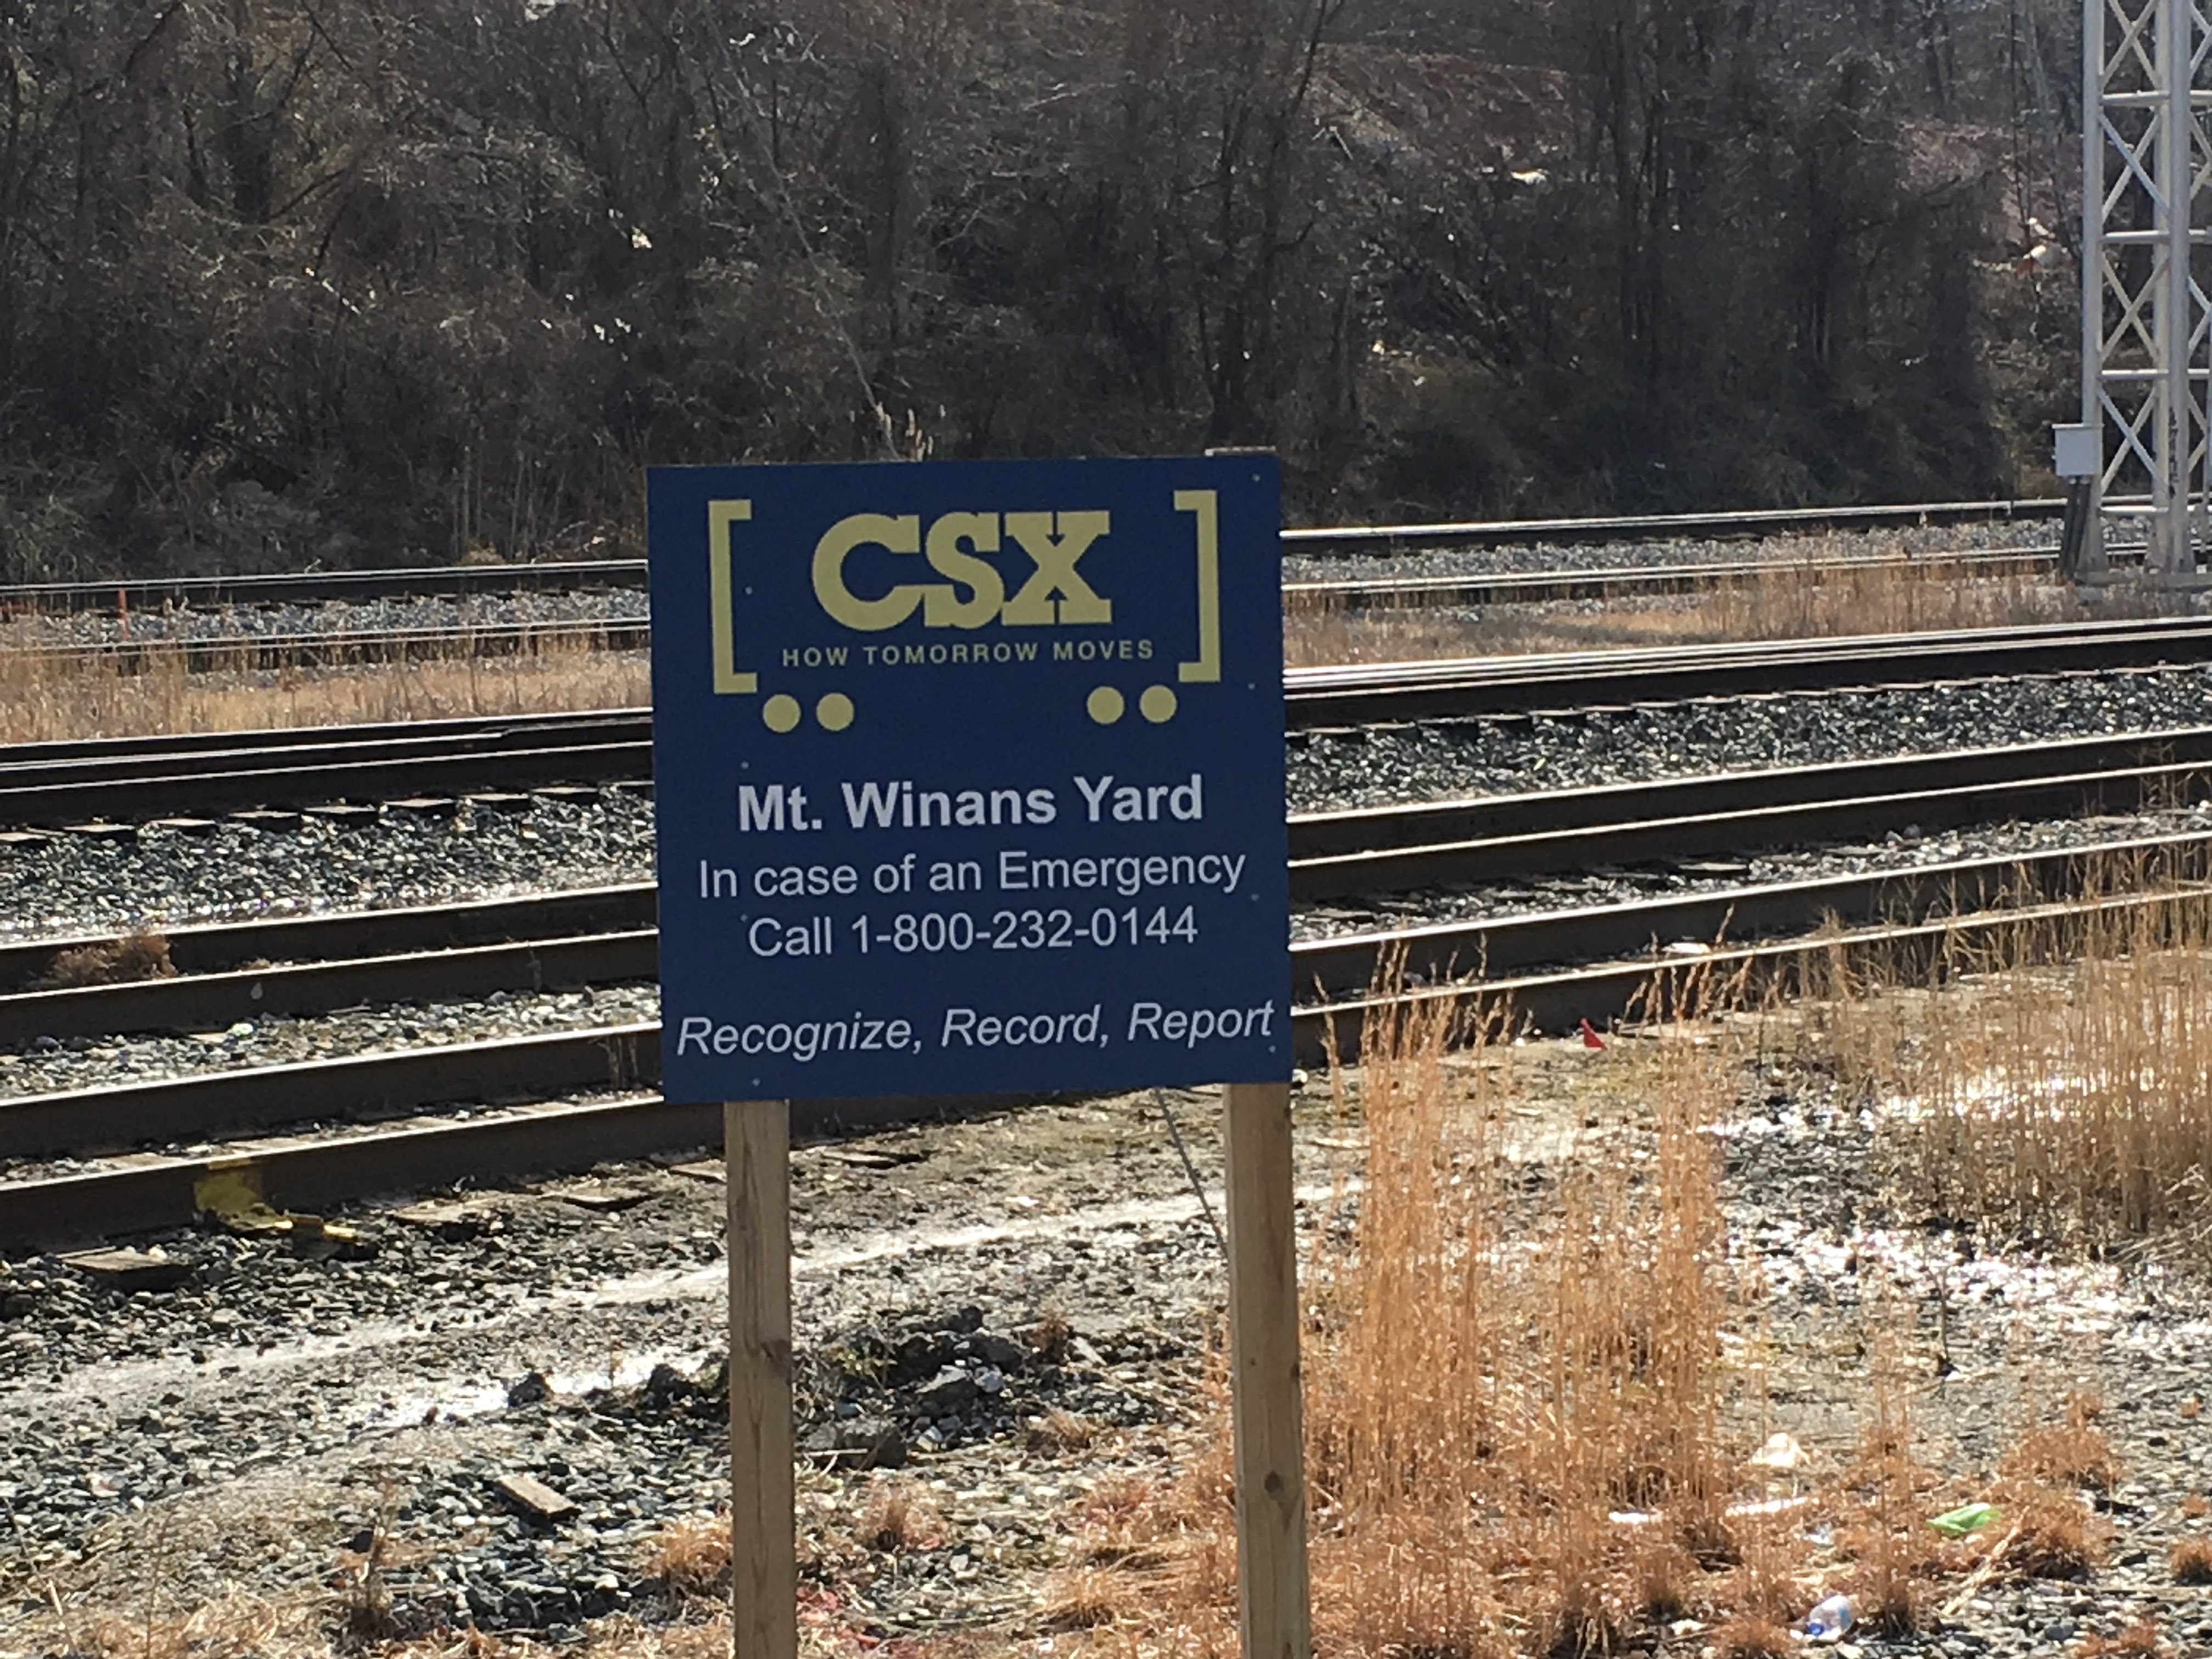 CSX
HOW TOMORROW MOVES
Mt. Winans Yard
In case of an Emergency
Call 1-800-232-0144
Recognize, Record, Report